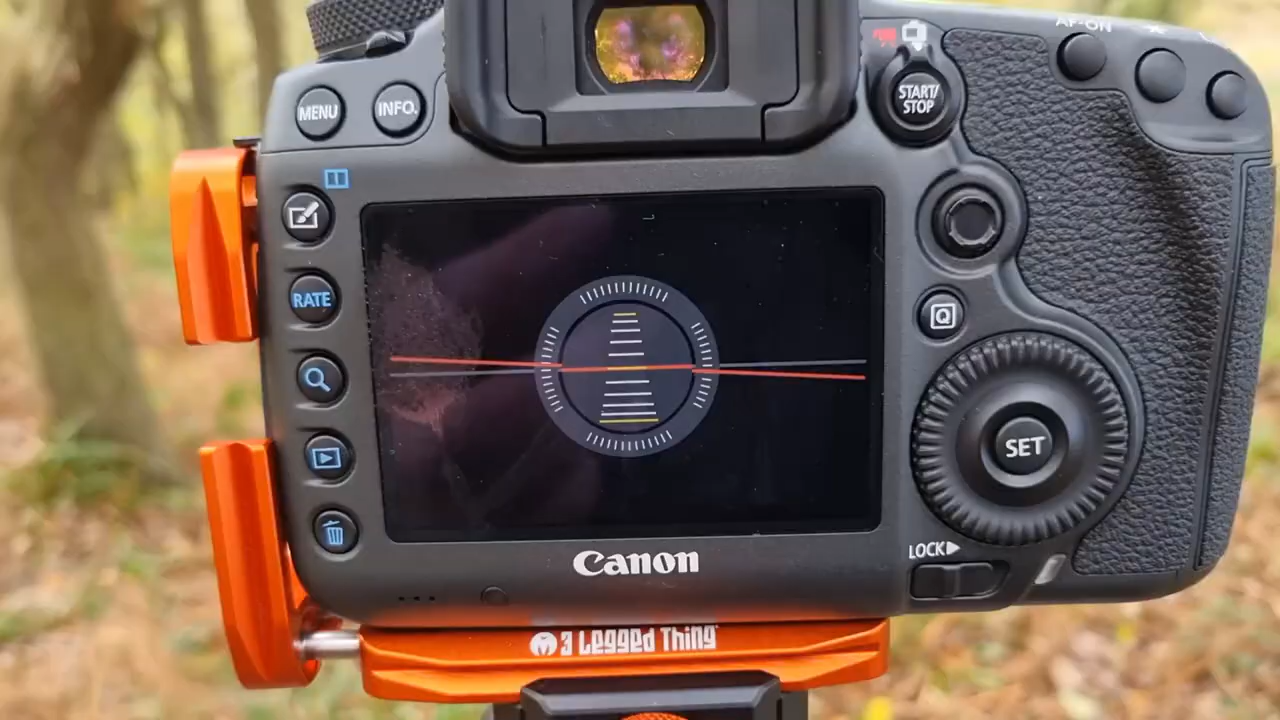 AF-ON
MENU
INFO.
START/
STOP
RATE
Q
SET
LOCK
Canon
3 Legged Thing